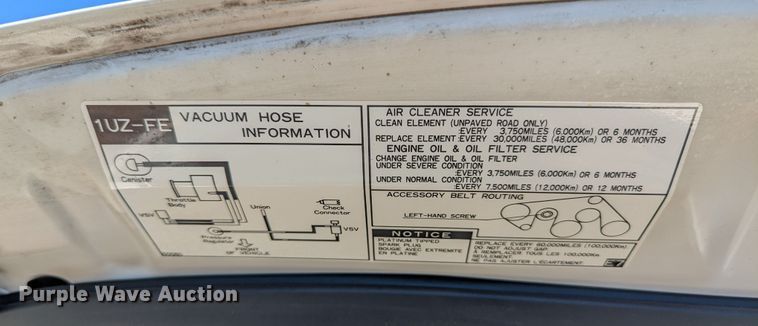 1UZ-FE
VACUUM HOSE
INFORMATION
Canister
Throttle
Body
VSV
Union
Check
Connector
VSV
Pressure
Regulator
FRONT
OF VEHICLE
AIR CLEANER SERVICE
CLEAN ELEMENT (UNPAVED ROAD ONLY)
:EVERY 3,750MILES (6,000Km) OR 6 MONTHS
REPLACE ELEMENT:EVERY 30,000MILES (48,000Km) OR 36 MONTHS
ENGINE OIL & OIL FILTER SERVICE
CHANGE ENGINE OIL & OIL FILTER
UNDER SEVERE CONDITION
:EVERY 3,750MILES (6,000Km) OR 6 MONTHS
UNDER NORMAL CONDITION
:EVERY 7,500MILES (12,000Km) OR 12 MONTHS
ACCESSORY BELT ROUTING
LEFT-HAND SCREW
NOTICE
PLATINUM TIPPED
SPARK PLUG
BOUGIE AVEC EXTREMITE
EN PLATINE
REPLACE EVERY 60,000MILES (100,000Km)
DO NOT ADJUST GAP.
A REMPLACER TOUS LES 100,000Km
SEULEMENT.
NE PAS AJUSTER L'ECARTEMENT.
Purple Wave Auction